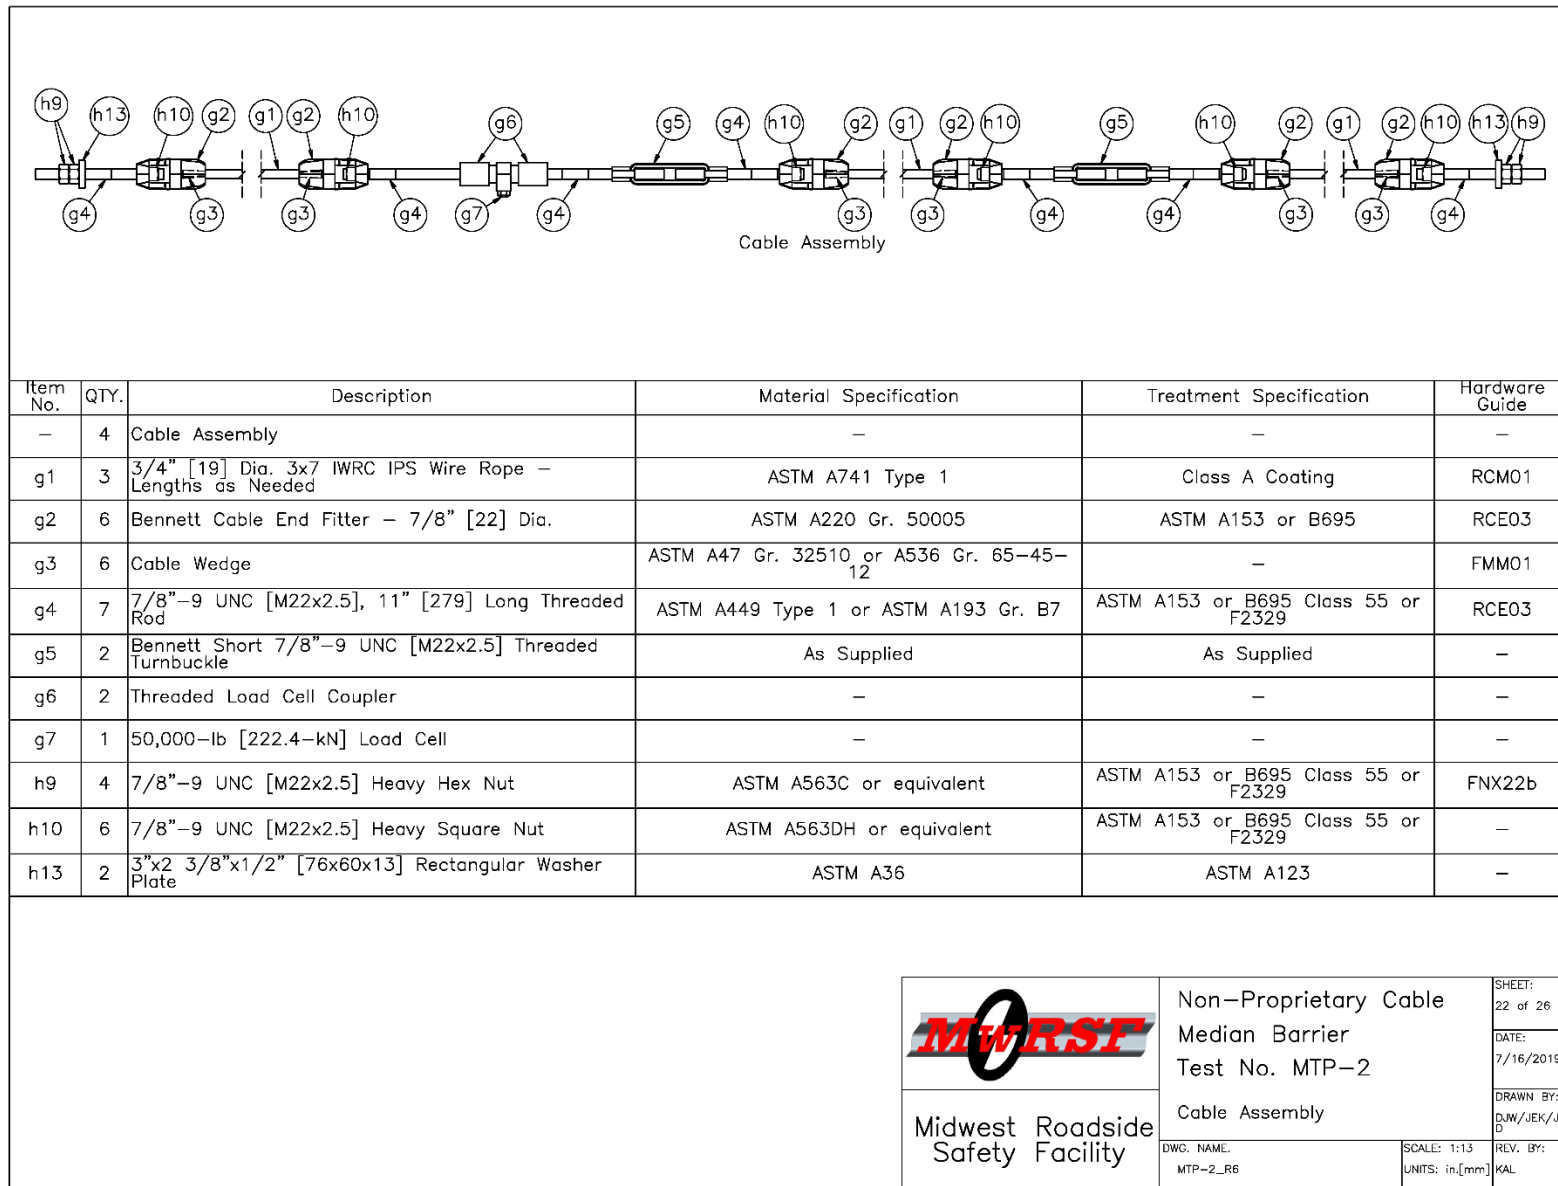 h9 h13 h10 g2 g1 g2 h10 g6 g5 g4 h10 g2 g1 g2 h10 g5 h10 g2 g1 g2 h10 h13 h9
g4 g3 g3 g4 g7 g4 g3 g3 g4 g4 g3 g3 g4
Cable Assembly
Item No. QTY. Description Material Specification Treatment Specification Hardware Guide
– 4 Cable Assembly – – –
g1 3 3/4" [19] Dia. 3x7 IWRC IPS Wire Rope – Lengths as Needed ASTM A741 Type 1 Class A Coating RCM01
g2 6 Bennett Cable End Fitter – 7/8" [22] Dia. ASTM A220 Gr. 50005 ASTM A153 or B695 RCE03
g3 6 Cable Wedge ASTM A47 Gr. 32510 or A536 Gr. 65–45–12 – FMM01
g4 7 7/8"–9 UNC [M22x2.5], 11" [279] Long Threaded Rod ASTM A449 Type 1 or ASTM A193 Gr. B7 ASTM A153 or B695 Class 55 or F2329 RCE03
g5 2 Bennett Short 7/8"–9 UNC [M22x2.5] Threaded Turnbuckle As Supplied As Supplied –
g6 2 Threaded Load Cell Coupler – – –
g7 1 50,000–lb [222.4–kN] Load Cell – – –
h9 4 7/8"–9 UNC [M22x2.5] Heavy Hex Nut ASTM A563C or equivalent ASTM A153 or B695 Class 55 or F2329 FNX22b
h10 6 7/8"–9 UNC [M22x2.5] Heavy Square Nut ASTM A563DH or equivalent ASTM A153 or B695 Class 55 or F2329 –
h13 2 3"x2 3/8"x1/2" [76x60x13] Rectangular Washer Plate ASTM A36 ASTM A123 –
MwRSF
Midwest Roadside
Safety Facility
Non–Proprietary Cable
Median Barrier
Test No. MTP–2
Cable Assembly
DWG. NAME.
MTP–2_R6
SCALE: 1:13
UNITS: in.[mm]
SHEET:
22 of 26
DATE:
7/16/2019
DRAWN BY:
DJW/JEK/J
D
REV. BY:
KAL